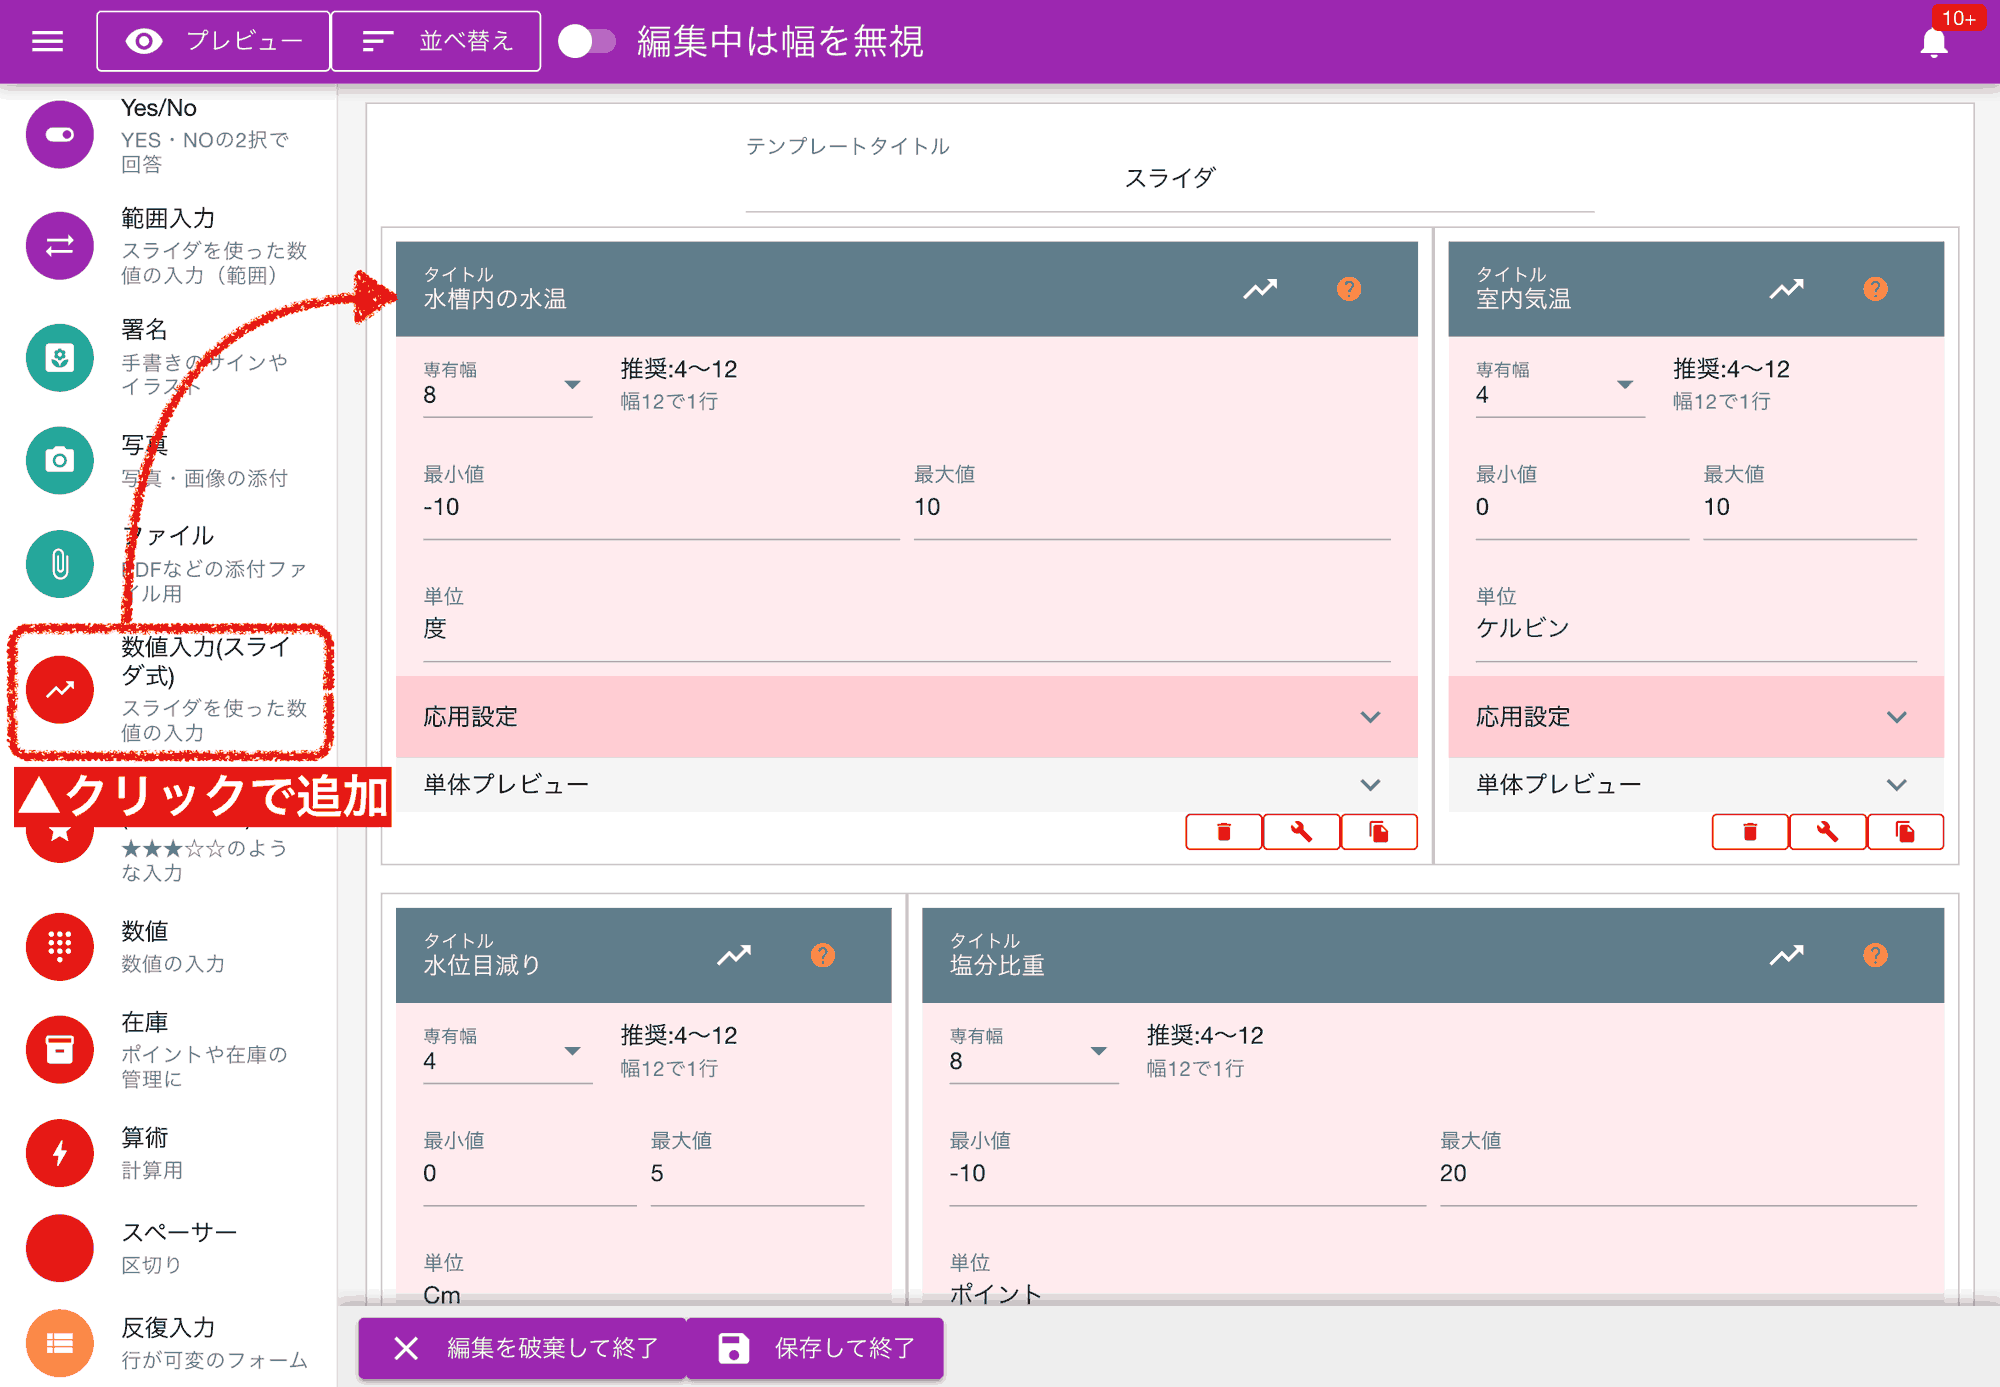 プレビュー
並べ替え
編集中は幅を無視
10+
Yes/No
YES・NOの2択で
回答
範囲入力
スライダを使った数
値の入力（範囲）
署名
手書きのサインや
イラスト
写真
写真・画像の添付
ファイル
PDFなどの添付ファ
イル用
数値入力(スライ
ダ式)
スライダを使った数
値の入力
▲クリックで追加
★★★☆☆のよう
な入力
数値
数値の入力
在庫
ポイントや在庫の
管理に
算術
計算用
スペーサー
区切り
反復入力
行が可変のフォーム
テンプレートタイトル
スライダ
タイトル
水槽内の水温
専有幅
8
推奨:4〜12
幅12で1行
最小値
-10
最大値
10
単位
度
応用設定
単体プレビュー
タイトル
室内気温
専有幅
4
推奨:4〜12
幅12で1行
最小値
0
最大値
10
単位
ケルビン
応用設定
単体プレビュー
タイトル
水位目減り
専有幅
4
推奨:4〜12
幅12で1行
最小値
0
最大値
5
単位
Cm
タイトル
塩分比重
専有幅
8
推奨:4〜12
幅12で1行
最小値
-10
最大値
20
単位
ポイント
編集を破棄して終了
保存して終了